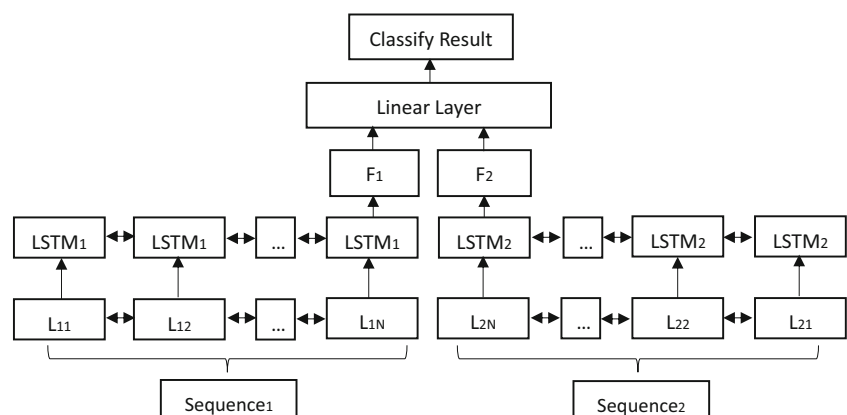 Classify Result
Linear Layer
F1 F2
LSTM1 LSTM1 ... LSTM1 LSTM2 ... LSTM2 LSTM2
L11 L12 ... L1N L2N ... L22 L21
Sequence1 Sequence2